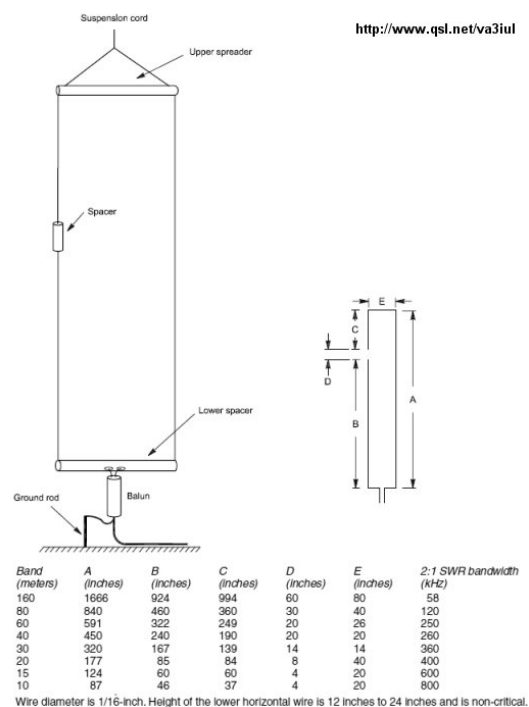 Suspension cord
http://www.qsl.net/va3iul
Upper spreader
Spacer
E
C
D
A
B
Lower spacer
Balun
Ground rod
Band A B C D E 2:1 SWR bandwidth
(meters) (inches) (inches) (inches) (inches) (inches) (kHz)
160 1666 924 994 60 80 58
80 840 460 360 30 40 120
60 591 322 249 20 26 250
40 450 240 190 20 20 260
30 320 167 139 14 14 360
20 177 85 84 8 40 400
15 124 60 60 4 20 600
10 87 46 37 4 20 800
Wire diameter is 1/16-inch. Height of the lower horizontal wire is 12 inches to 24 inches and is non-critical.